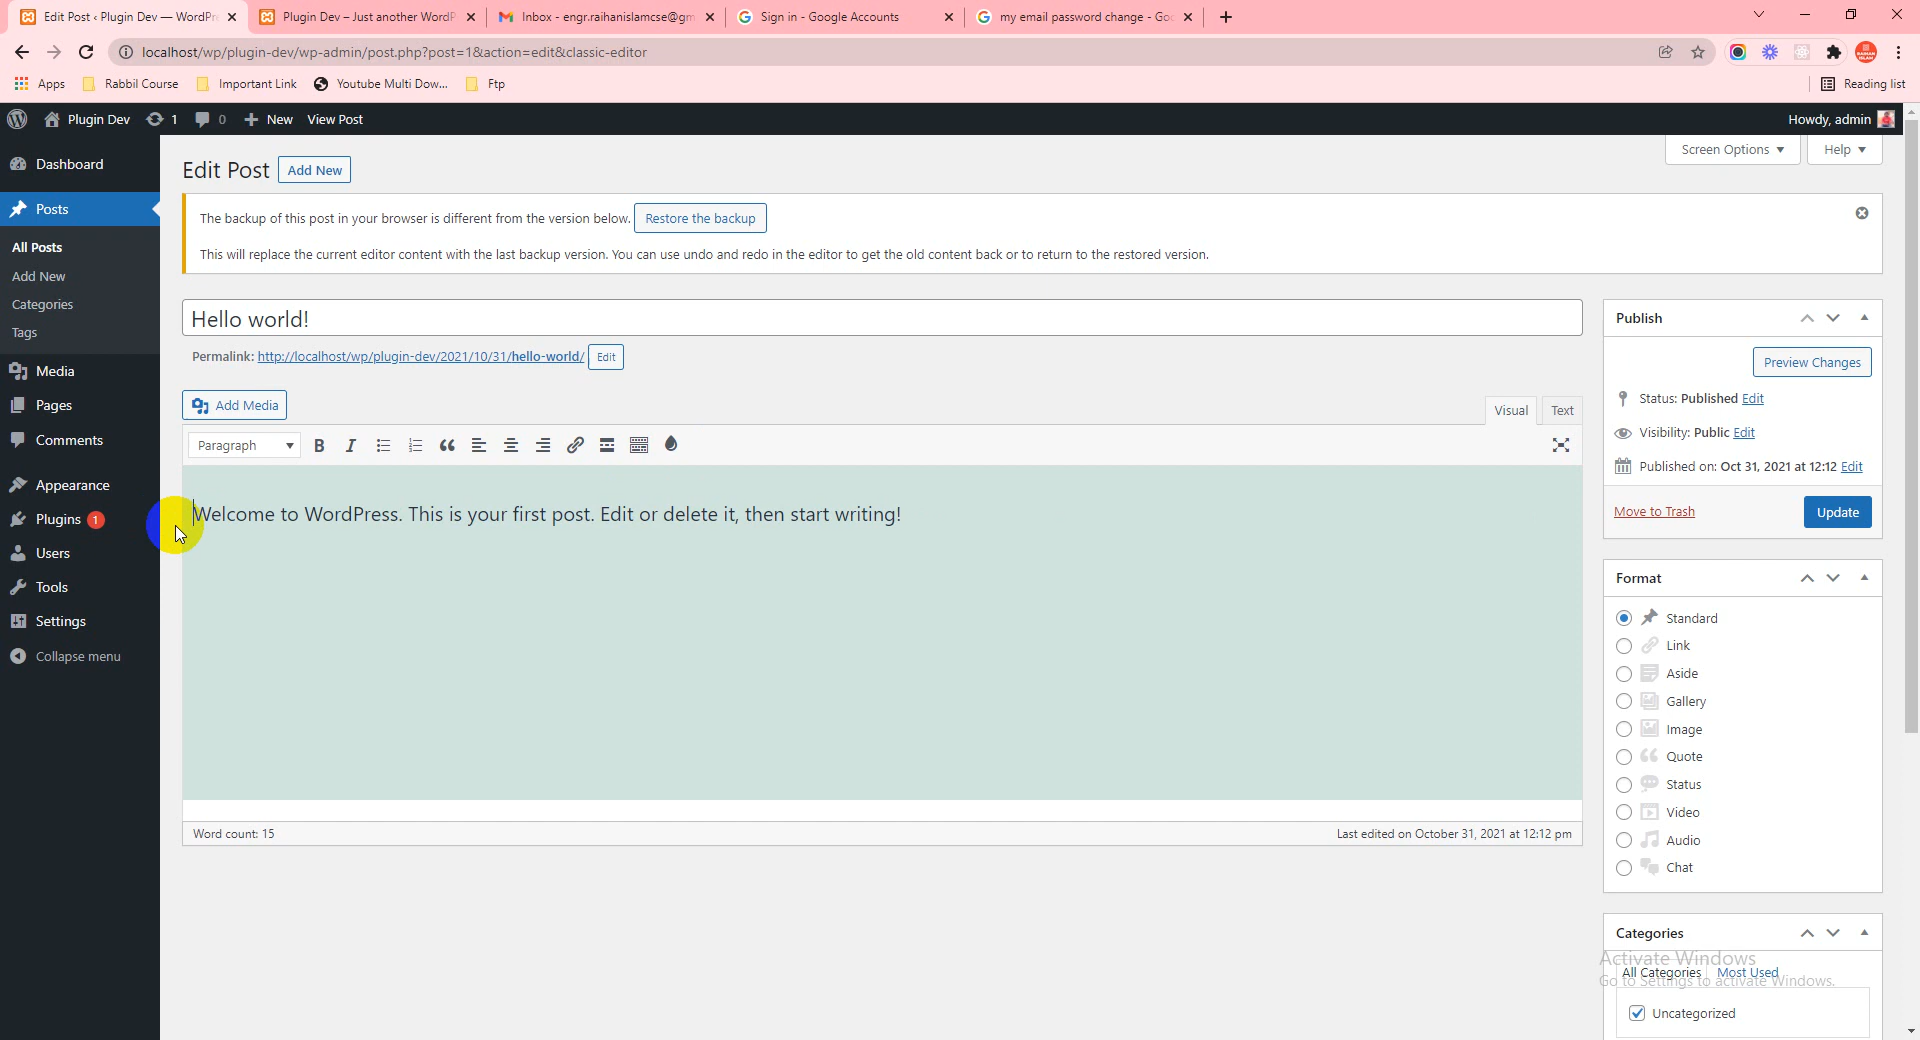 Edit Post ‹ Plugin Dev — WordPr
Plugin Dev – Just another WordP
Inbox - engr.raihanislamcse@gm
Sign in - Google Accounts
my email password change - Goo
localhost/wp/plugin-dev/wp-admin/post.php?post=1&action=edit&classic-editor
Apps
Rabbil Course
Important Link
Youtube Multi Dow...
Ftp
Reading list
Plugin Dev
1
0
New
View Post
Howdy, admin
Dashboard
Posts
All Posts
Add New
Categories
Tags
Media
Pages
Comments
Appearance
Plugins 1
Users
Tools
Settings
Collapse menu
Screen Options
Help
Edit Post
Add New
The backup of this post in your browser is different from the version below.
Restore the backup
This will replace the current editor content with the last backup version. You can use undo and redo in the editor to get the old content back or to return to the restored version.
Hello world!
Permalink: http://localhost/wp/plugin-dev/2021/10/31/hello-world/
Edit
Add Media
Visual
Text
Paragraph
Welcome to WordPress. This is your first post. Edit or delete it, then start writing!
Word count: 15
Last edited on October 31, 2021 at 12:12 pm
Publish
Preview Changes
Status: Published Edit
Visibility: Public Edit
Published on: Oct 31, 2021 at 12:12 Edit
Move to Trash
Update
Format
Standard
Link
Aside
Gallery
Image
Quote
Status
Video
Audio
Chat
Categories
Activate Windows
All Categories
Most Used
Go to Settings to activate Windows.
Uncategorized